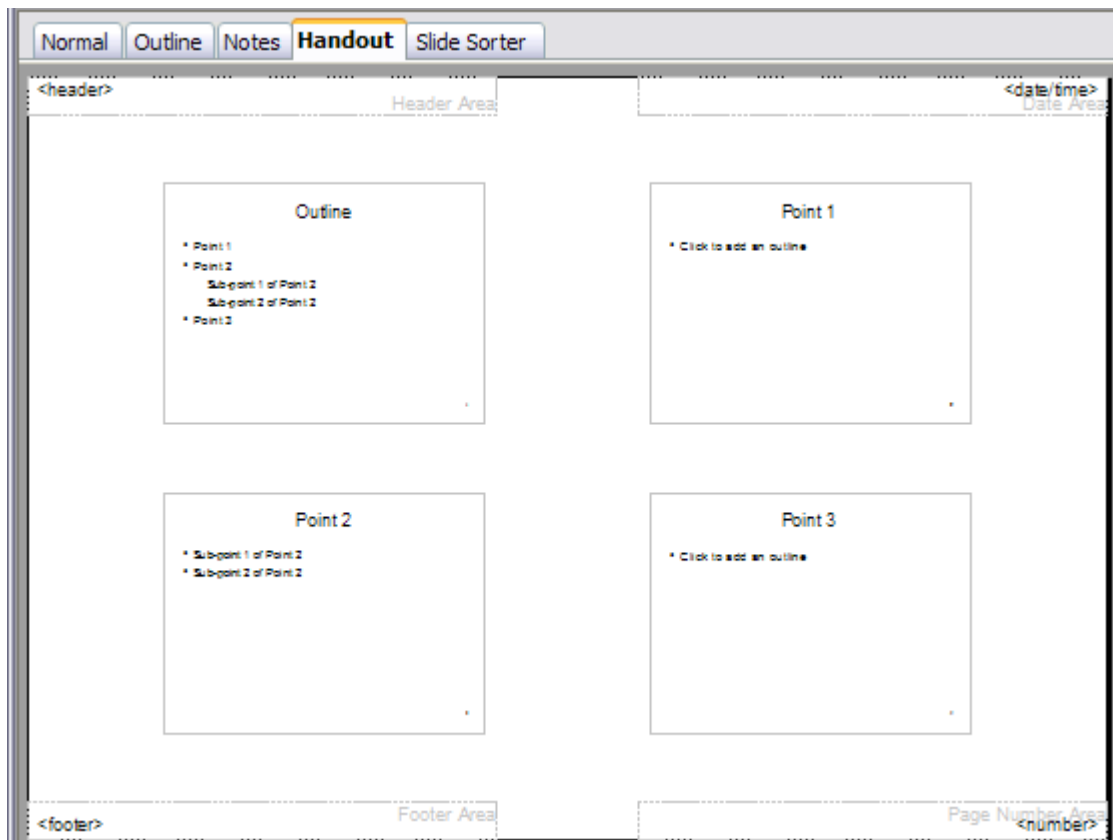 Normal Outline Notes Handout Slide Sorter
<header> <date/time>
Header Area Date Area
Outline
• Point 1
• Point 2
Sub-point 1 of Point 2
Sub-point 2 of Point 2
• Point 3
Point 1
• Click to add an outline
Point 2
• Sub-point 1 of Point 2
• Sub-point 2 of Point 2
Point 3
• Click to add an outline
Footer Area Page Number Area
<footer> <number>